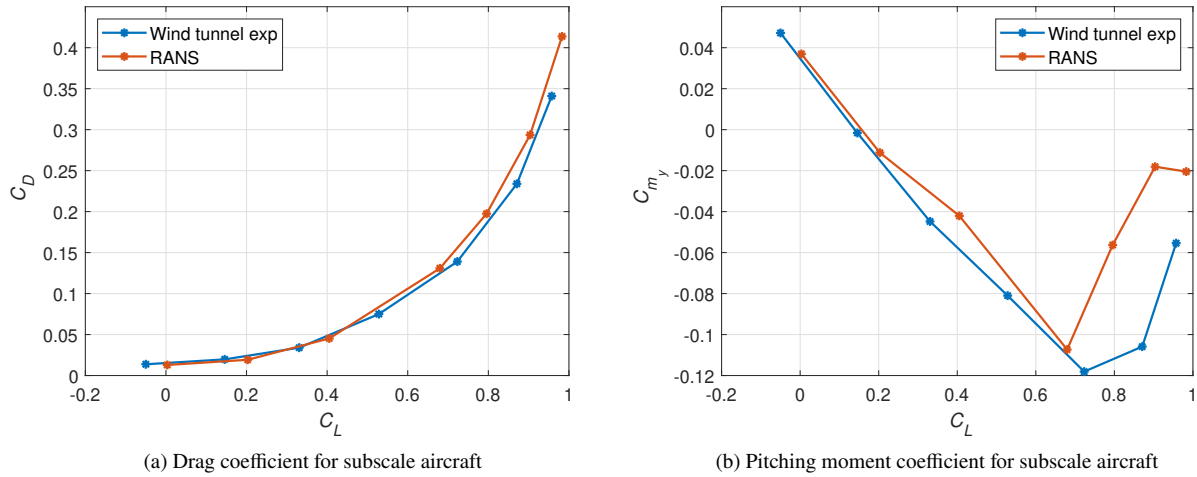 Wind tunnel exp
RANS
0.4
0.35
0.3
0.25
0.2
0.15
0.1
0.05
0
C_D
-0.2 0 0.2 0.4 0.6 0.8 1
C_L
(a) Drag coefficient for subscale aircraft
Wind tunnel exp
RANS
0.04
0.02
0
-0.02
-0.04
-0.06
-0.08
-0.1
-0.12
C_{m_y}
-0.2 0 0.2 0.4 0.6 0.8 1
C_L
(b) Pitching moment coefficient for subscale aircraft